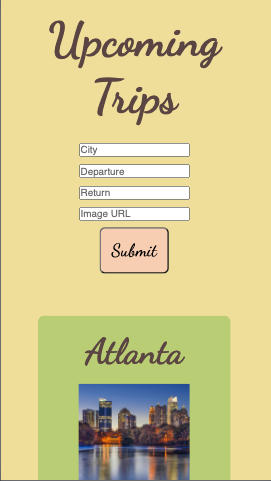 Upcoming
Trips
City
Departure
Return
Image URL
Submit
Atlanta